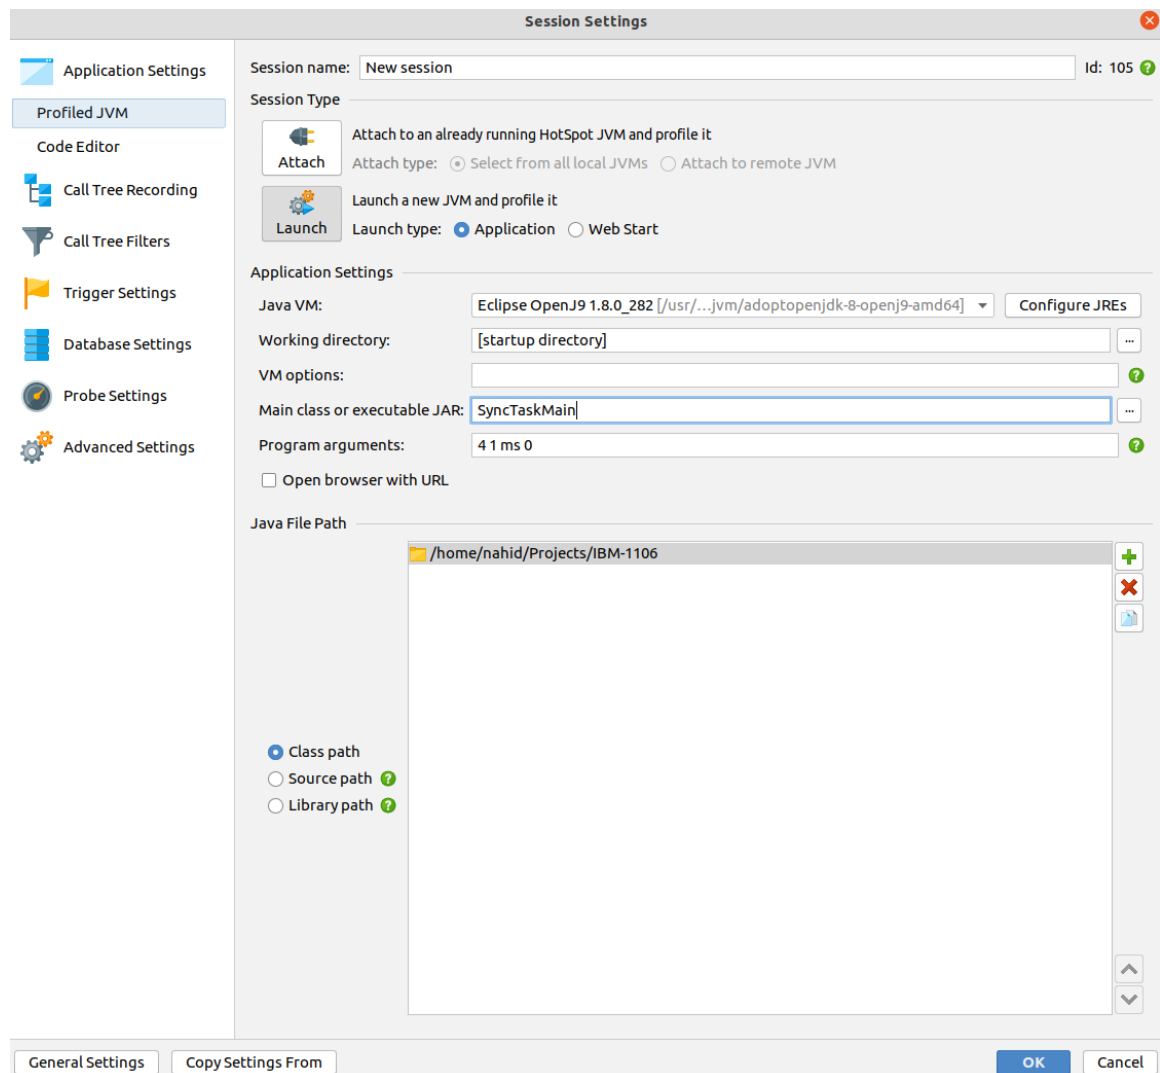 Session Settings
Application Settings
Profiled JVM
Code Editor
Call Tree Recording
Call Tree Filters
Trigger Settings
Database Settings
Probe Settings
Advanced Settings
Session name: New session Id: 105
Session Type
Attach
Attach to an already running HotSpot JVM and profile it
Attach type: Select from all local JVMs Attach to remote JVM
Launch
Launch a new JVM and profile it
Launch type: Application Web Start
Application Settings
Java VM: Eclipse OpenJ9 1.8.0_282 [/usr/...jvm/adoptopenjdk-8-openj9-amd64] Configure JREs
Working directory: [startup directory] ...
VM options:
Main class or executable JAR: SyncTaskMain ...
Program arguments: 4 1 ms 0
Open browser with URL
Java File Path
/home/nahid/Projects/IBM-1106
Class path
Source path
Library path
General Settings Copy Settings From OK Cancel